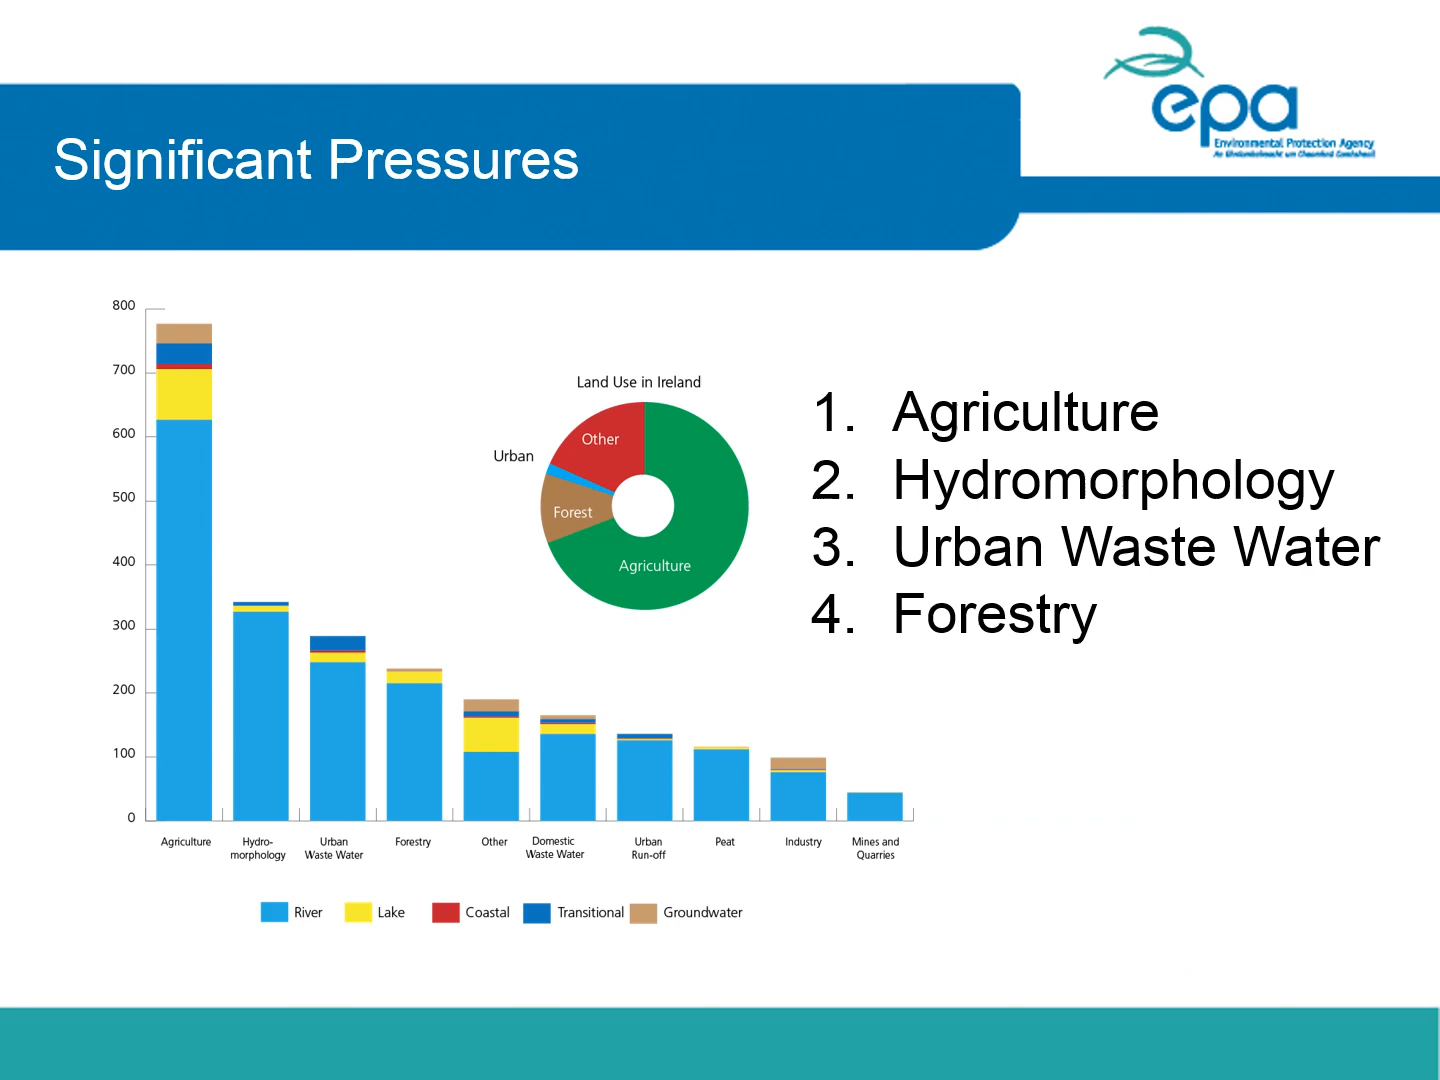 epa
Environmental Protection Agency
Significant Pressures
800
700
600
500
400
300
200
100
0
Agriculture
Hydro-
morphology
Urban
Waste Water
Forestry
Other
Domestic
Waste Water
Urban
Run-off
Peat
Industry
Mines and
Quarries
River
Lake
Coastal
Transitional
Groundwater
Land Use in Ireland
Other
Urban
Forest
Agriculture
1. Agriculture
2. Hydromorphology
3. Urban Waste Water
4. Forestry